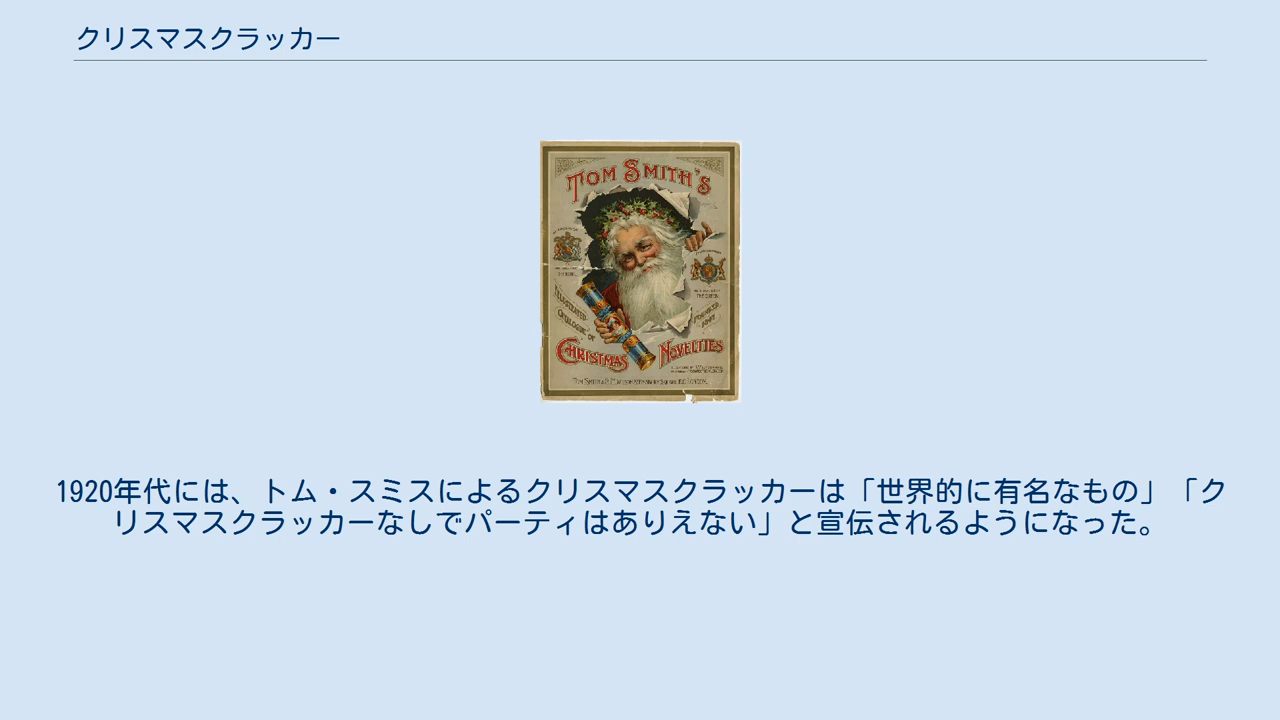 クリスマスクラッカー
TOM SMITH'S
ILLUSTRATED
CATALOGUE OF
CHRISTMAS NOVELTIES
1920年代には、トム・スミスによるクリスマスクラッカーは「世界的に有名なもの」「ク
リスマスクラッカーなしでパーティはありえない」と宣伝されるようになった。